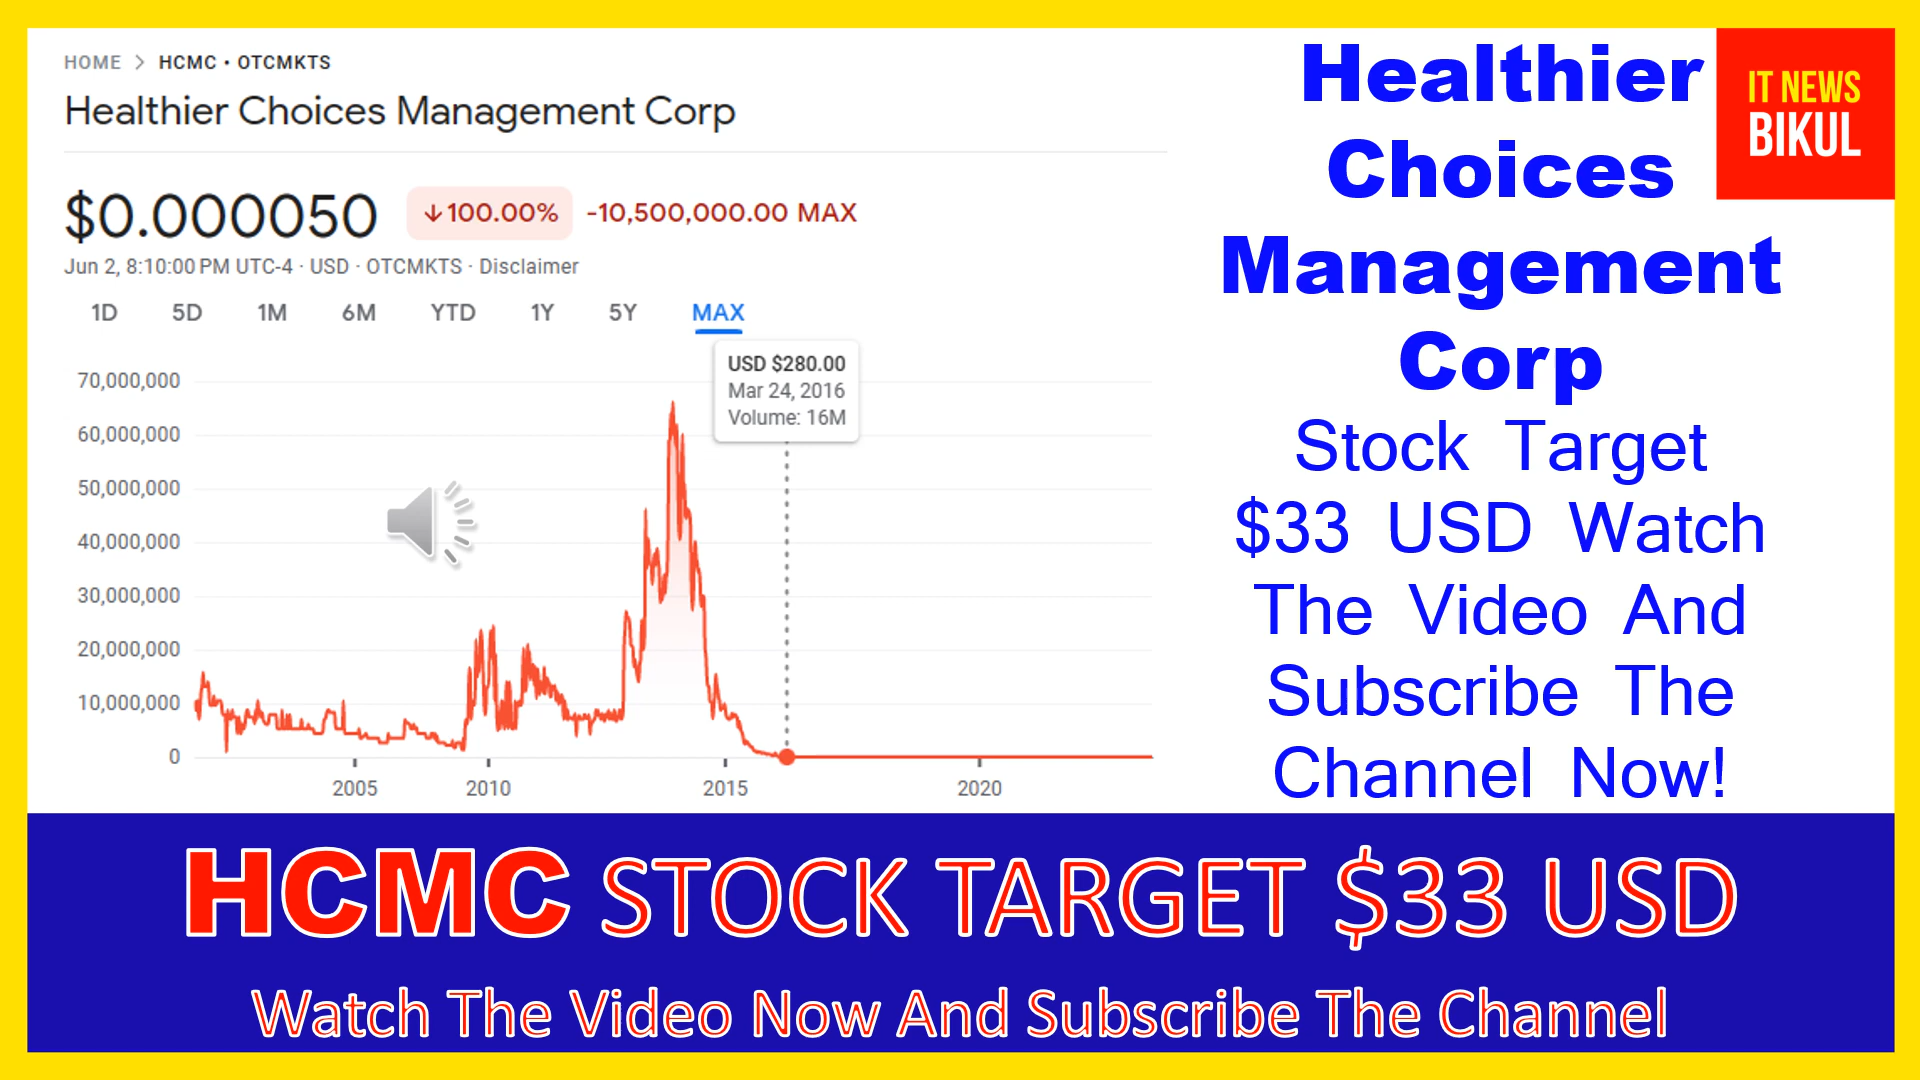 HOME > HCMC • OTCMKTS
Healthier Choices Management Corp
$0.000050 ↓100.00% -10,500,000.00 MAX
Jun 2, 8:10:00 PM UTC-4 · USD · OTCMKTS · Disclaimer
1D 5D 1M 6M YTD 1Y 5Y MAX
USD $280.00
Mar 24, 2016
Volume: 16M
70,000,000
60,000,000
50,000,000
40,000,000
30,000,000
20,000,000
10,000,000
0
2005 2010 2015 2020
Healthier
Choices
Management
Corp
Stock Target
$33 USD Watch
The Video And
Subscribe The
Channel Now!
IT NEWS
BIKUL
HCMC STOCK TARGET $33 USD
Watch The Video Now And Subscribe The Channel